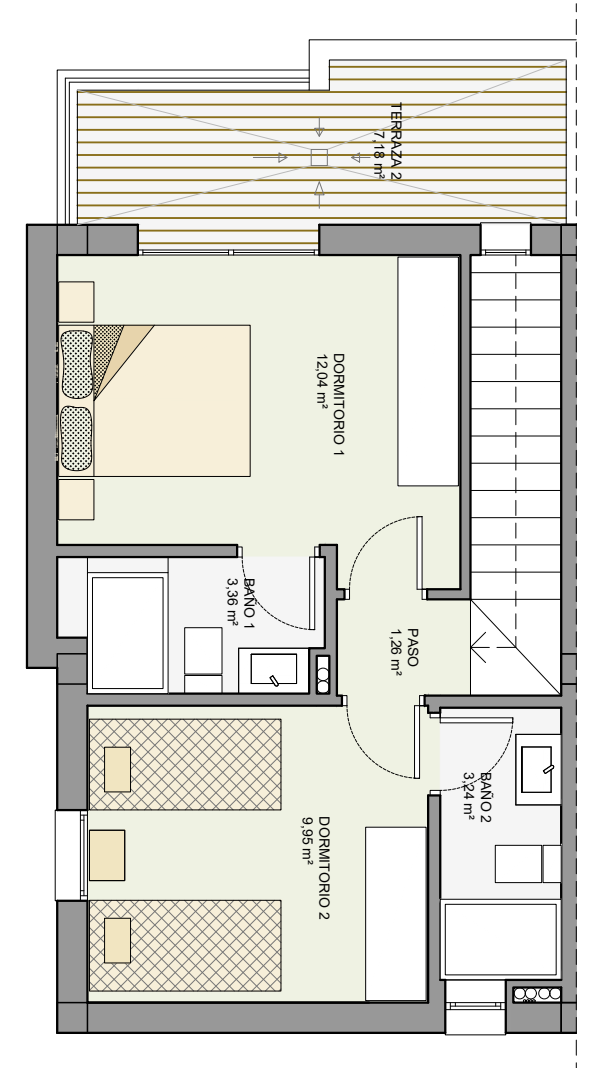 TERRAZA 2
7,18 m²
DORMITORIO 1
12,04 m²
BAÑO 1
3,36 m²
PASO
1,26 m²
BAÑO 2
3,24 m²
DORMITORIO 2
9,95 m²